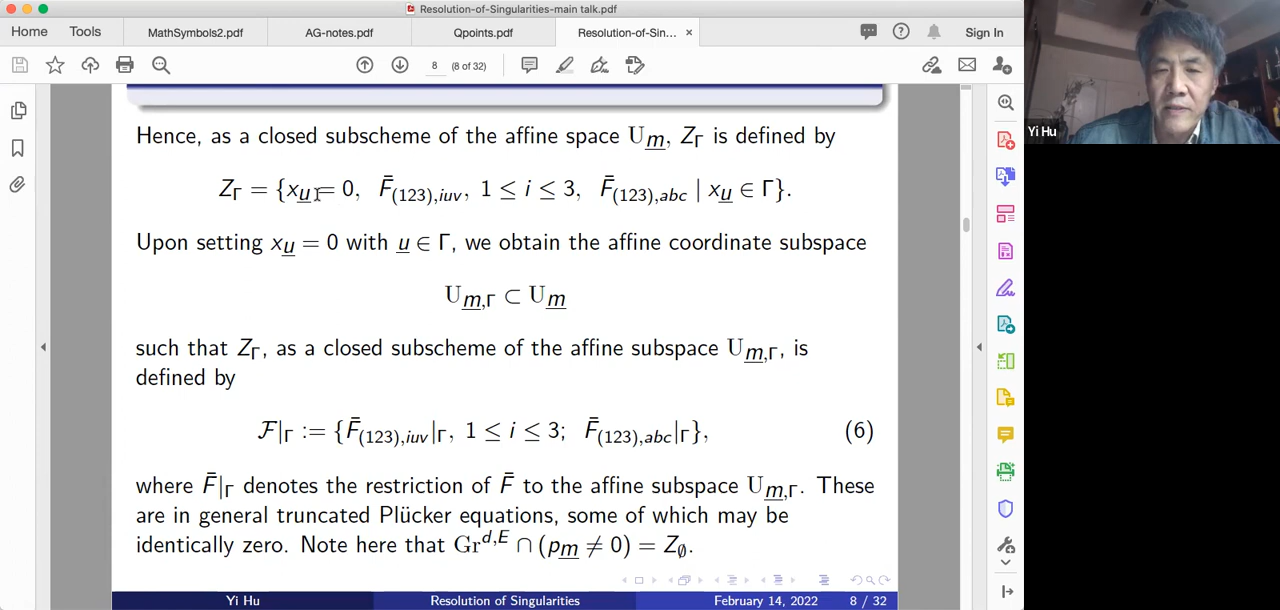 Resolution-of-Singularities-main talk.pdf
Home Tools MathSymbols2.pdf AG-notes.pdf Qpoints.pdf Resolution-of-Sin... × Sign In
8 (8 of 32)
Yi Hu
Hence, as a closed subscheme of the affine space U_m, Z_Γ is defined by
Z_Γ = {x_u = 0, F̄_(123),iuv, 1 ≤ i ≤ 3, F̄_(123),abc | x_u ∈ Γ}.
Upon setting x_u = 0 with u ∈ Γ, we obtain the affine coordinate subspace
U_m,Γ ⊂ U_m
such that Z_Γ, as a closed subscheme of the affine subspace U_m,Γ, is
defined by
ℱ|_Γ := {F̄_(123),iuv|_Γ, 1 ≤ i ≤ 3; F̄_(123),abc|_Γ}, (6)
where F̄|_Γ denotes the restriction of F̄ to the affine subspace U_m,Γ. These
are in general truncated Plücker equations, some of which may be
identically zero. Note here that Gr^d,E ∩ (p_m ≠ 0) = Z_∅.
Yi Hu Resolution of Singularities February 14, 2022 8 / 32